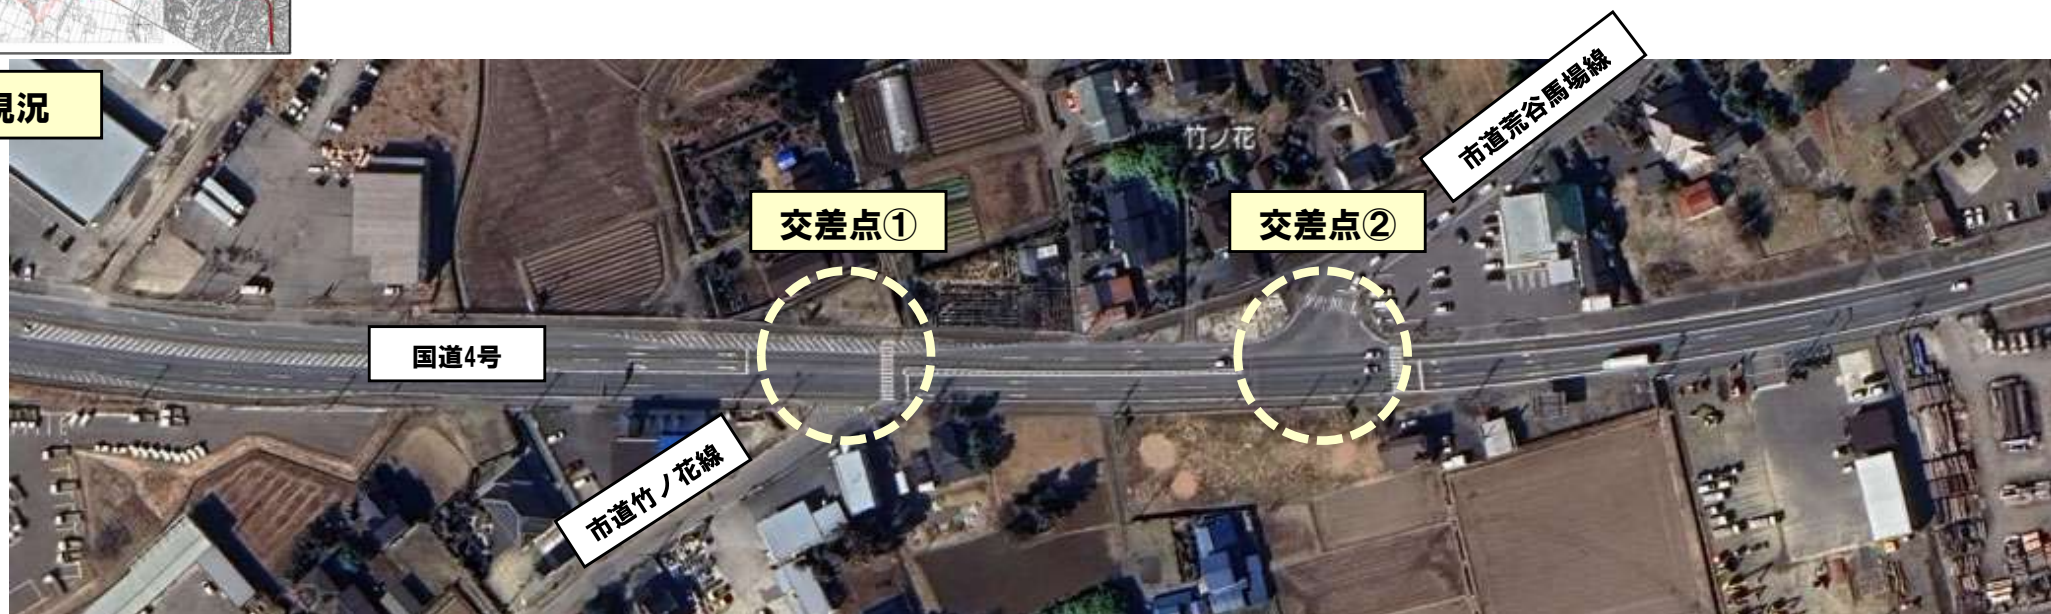 現況
市道荒谷馬場線
竹ノ花
交差点①
交差点②
国道4号
市道竹ノ花線